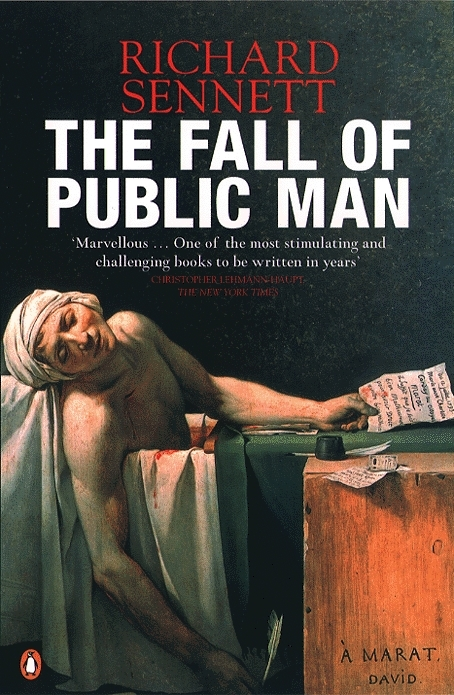 RICHARD
SENNETT
THE FALL OF
PUBLIC MAN
‘Marvellous ... One of the most stimulating and
challenging books to be written in years’
CHRISTOPHER LEHMANN-HAUPT
THE NEW YORK TIMES
À MARAT,
DAVID.